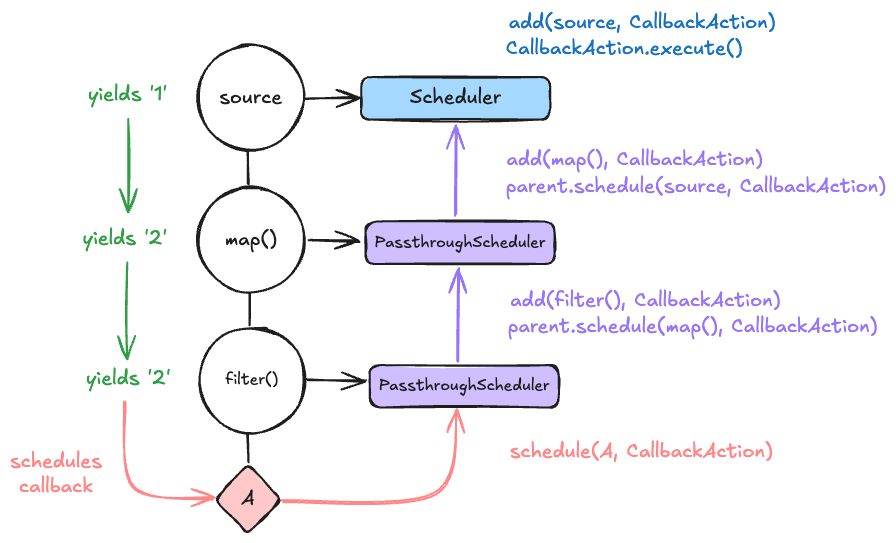 add(source, CallbackAction)
CallbackAction.execute()
yields '1'
source
Scheduler
add(map(), CallbackAction)
parent.schedule(source, CallbackAction)
yields '2'
map()
PassthroughScheduler
add(filter(), CallbackAction)
parent.schedule(map(), CallbackAction)
yields '2'
filter()
PassthroughScheduler
schedules
callback
A
schedule(A, CallbackAction)